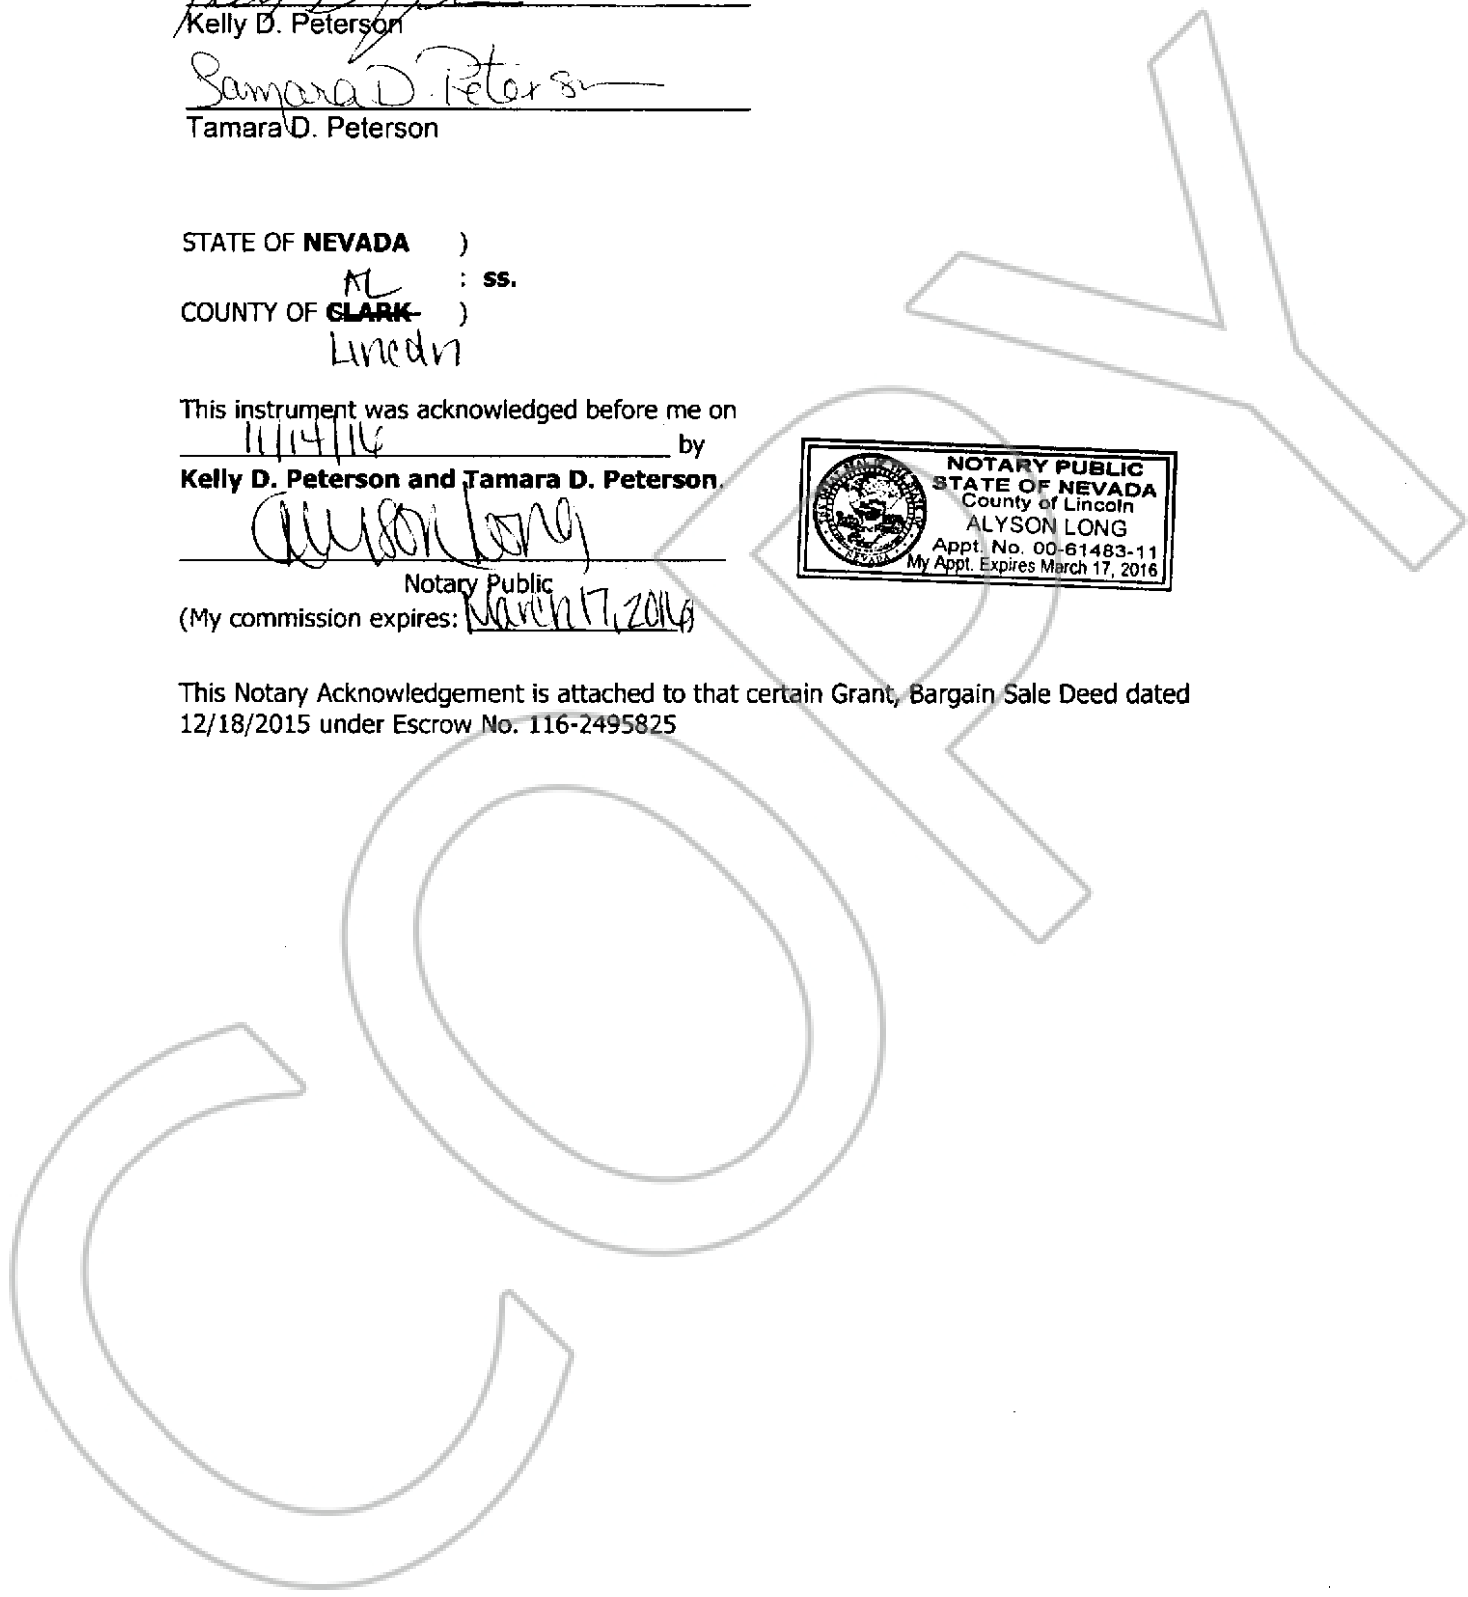 Kelly D. Peterson
Tamara D. Peterson
Tamara D. Peterson
STATE OF NEVADA )
AL : ss.
COUNTY OF CLARK )
Lincoln
This instrument was acknowledged before me on
by
Kelly D. Peterson and Tamara D. Peterson.
Alyson Long
Notary Public
(My commission expires: March 17, 2016)
NOTARY PUBLIC
STATE OF NEVADA
County of Lincoln
ALYSON LONG
Appt. No. 00-61483-11
My Appt. Expires March 17, 2016
This Notary Acknowledgement is attached to that certain Grant, Bargain Sale Deed dated
12/18/2015 under Escrow No. 116-2495825
COPY